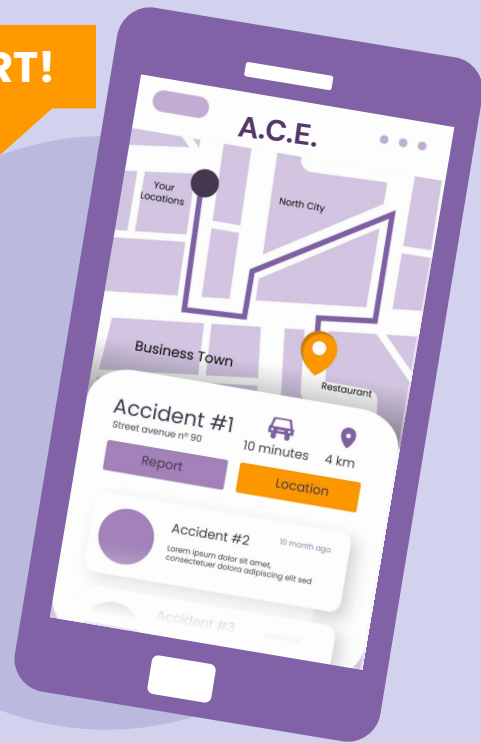 RT!
A.C.E.
Your
Locations
North City
Business Town
Restaurant
Accident #1
Street avenue nº 90
10 minutes
4 km
Report
Location
Accident #2
10 month ago
Lorem ipsum dolor sit amet,
consectetuer dolora adipiscing elit sed
Accident #3